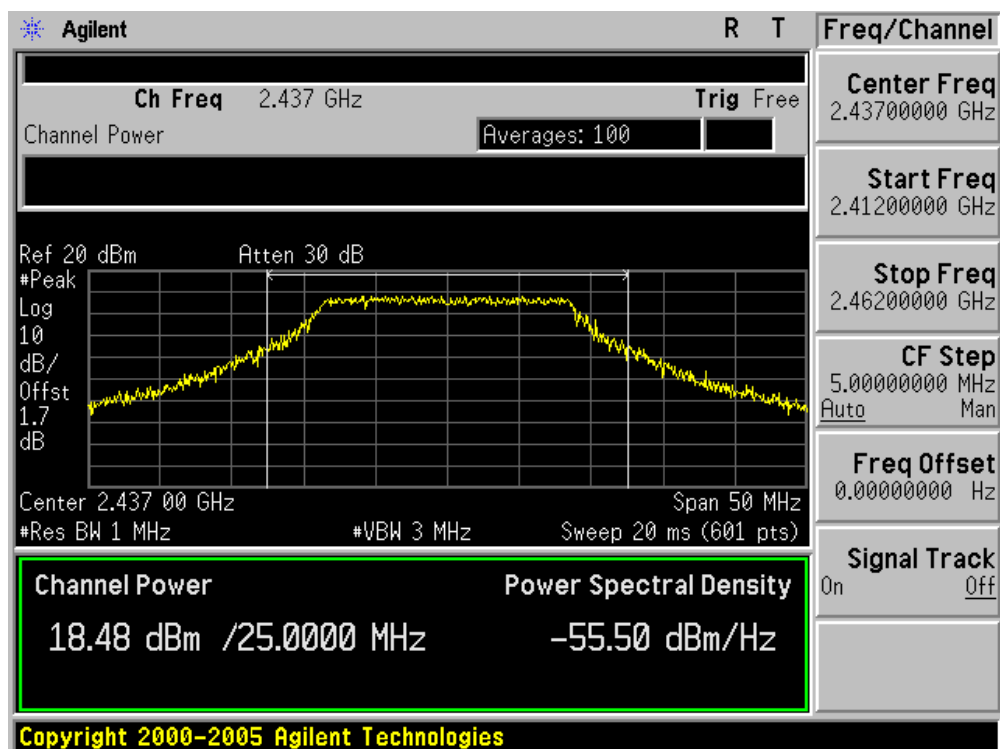 Agilent R T
Ch Freq 2.437 GHz Trig Free
Channel Power Averages: 100
Ref 20 dBm Atten 30 dB
#Peak
Log
10
dB/
Offst
1.7
dB
Center 2.437 00 GHz Span 50 MHz
#Res BW 1 MHz #VBW 3 MHz Sweep 20 ms (601 pts)
Channel Power Power Spectral Density
18.48 dBm /25.0000 MHz -55.50 dBm/Hz
Copyright 2000-2005 Agilent Technologies
Freq/Channel
Center Freq
2.43700000 GHz
Start Freq
2.41200000 GHz
Stop Freq
2.46200000 GHz
CF Step
5.00000000 MHz
Auto Man
Freq Offset
0.00000000 Hz
Signal Track
On Off